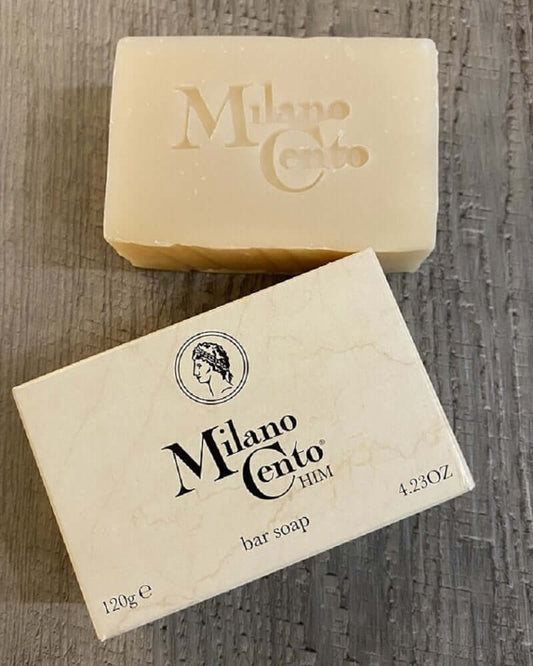 Milano
Cento
Milano
Cento®
HIM
bar soap
4.23OZ
120g ℮